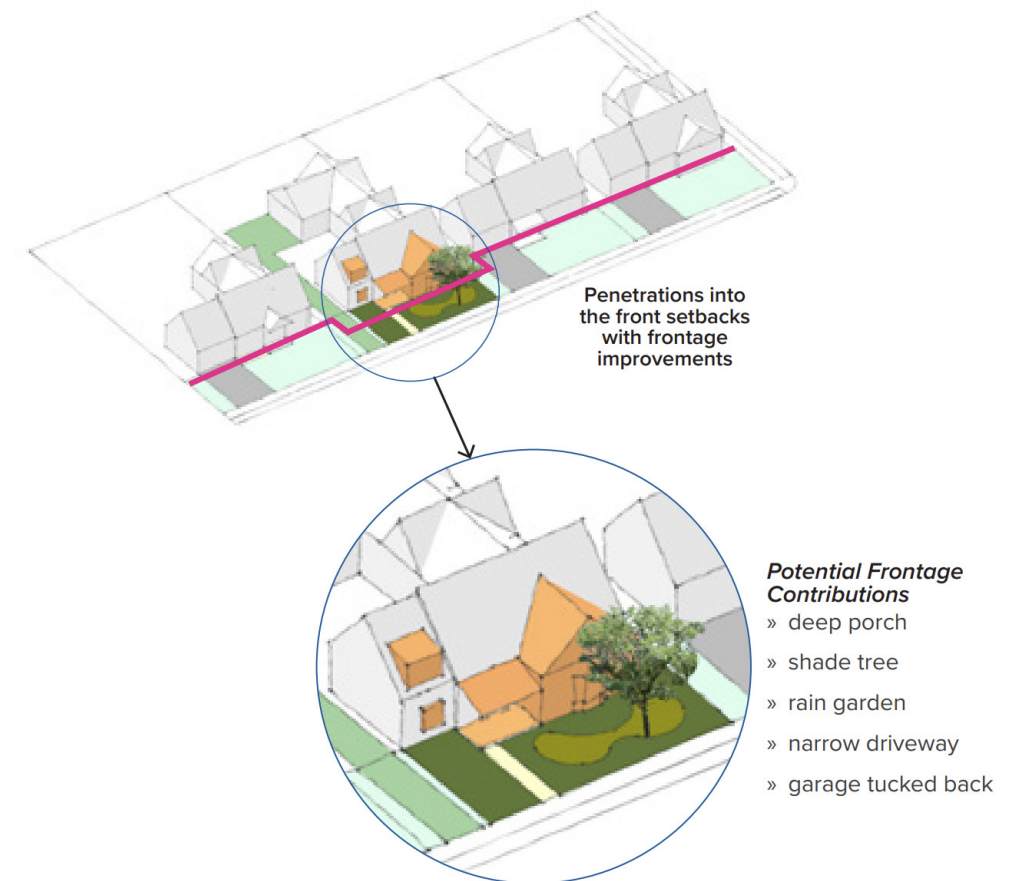 Penetrations into
the front setbacks
with frontage
improvements
Potential Frontage
Contributions
» deep porch
» shade tree
» rain garden
» narrow driveway
» garage tucked back